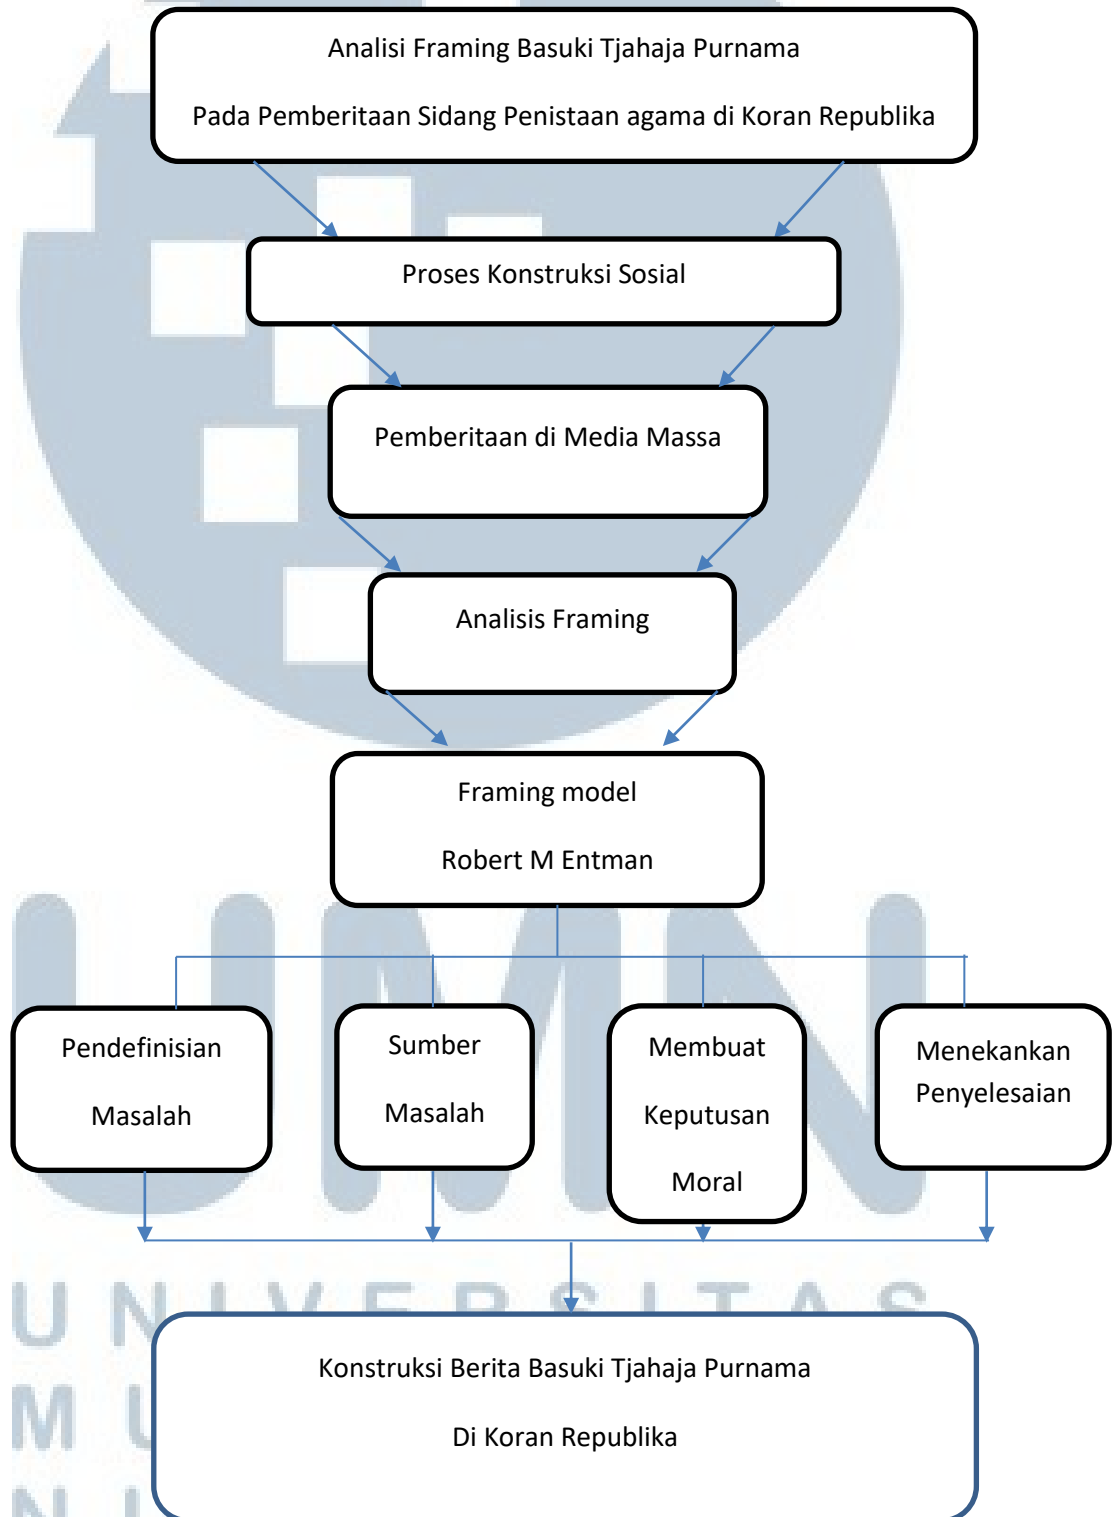 Analisi Framing Basuki Tjahaja Purnama
Pada Pemberitaan Sidang Penistaan agama di Koran Republika
Proses Konstruksi Sosial
Pemberitaan di Media Massa
Analisis Framing
Framing model
Robert M Entman
Pendefinisian
Masalah
Sumber
Masalah
Membuat
Keputusan
Moral
Menekankan
Penyelesaian
UMN
UNIVERSITAS
Konstruksi Berita Basuki Tjahaja Purnama
Di Koran Republika